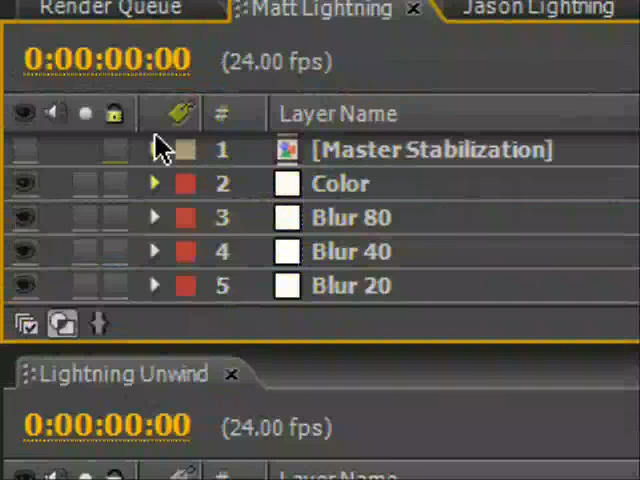 Render Queue Matt Lightning Jason Lightning
0:00:00:00 (24.00 fps)
# Layer Name
1 [Master Stabilization]
2 Color
3 Blur 80
4 Blur 40
5 Blur 20
Lightning Unwind
0:00:00:00 (24.00 fps)
# Layer Name